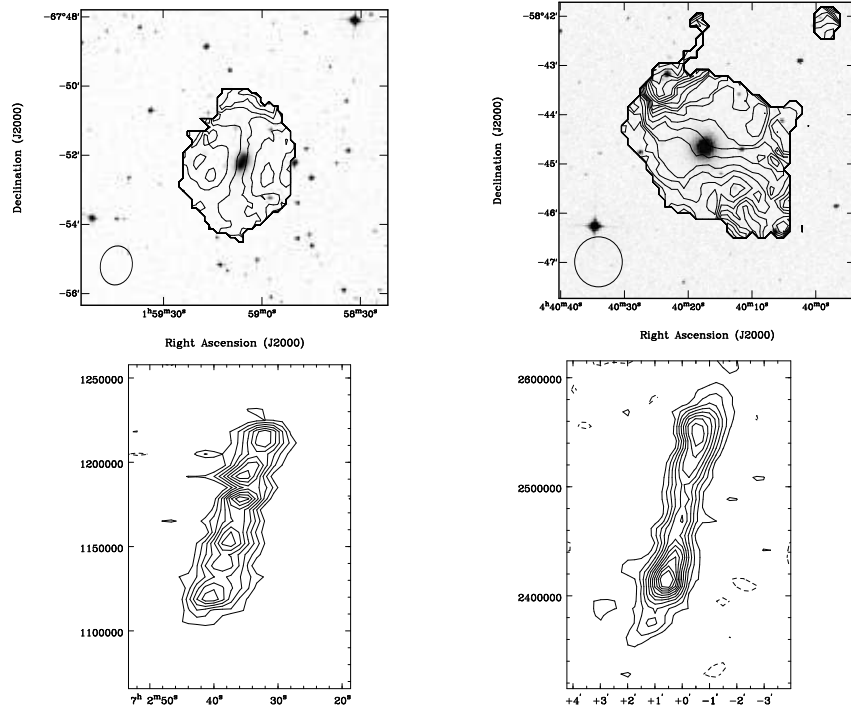 −67°48'
−50'
−52'
−54'
−56'
Declination (J2000)
1ʰ59ᵐ30ˢ
59ᵐ0ˢ
58ᵐ30ˢ
Right Ascension (J2000)
−58°42'
−43'
−44'
−45'
−46'
−47'
Declination (J2000)
4ʰ40ᵐ40ˢ
40ᵐ30ˢ
40ᵐ20ˢ
40ᵐ10ˢ
40ᵐ0ˢ
Right Ascension (J2000)
1250000
1200000
1150000
1100000
7ʰ 2ᵐ50ˢ
40ˢ
30ˢ
20ˢ
2600000
2500000
2400000
+4'
+3'
+2'
+1'
+0'
−1'
−2'
−3'